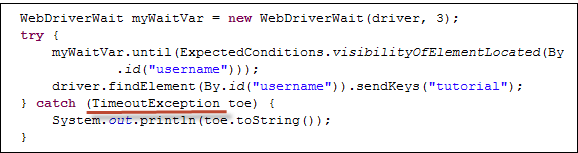 WebDriverWait myWaitVar = new WebDriverWait(driver, 3);
try {
    myWaitVar.until(ExpectedConditions.visibilityOfElementLocated(By
            .id("username")));
    driver.findElement(By.id("username")).sendKeys("tutorial");
} catch (TimeoutException toe) {
    System.out.println(toe.toString());
}